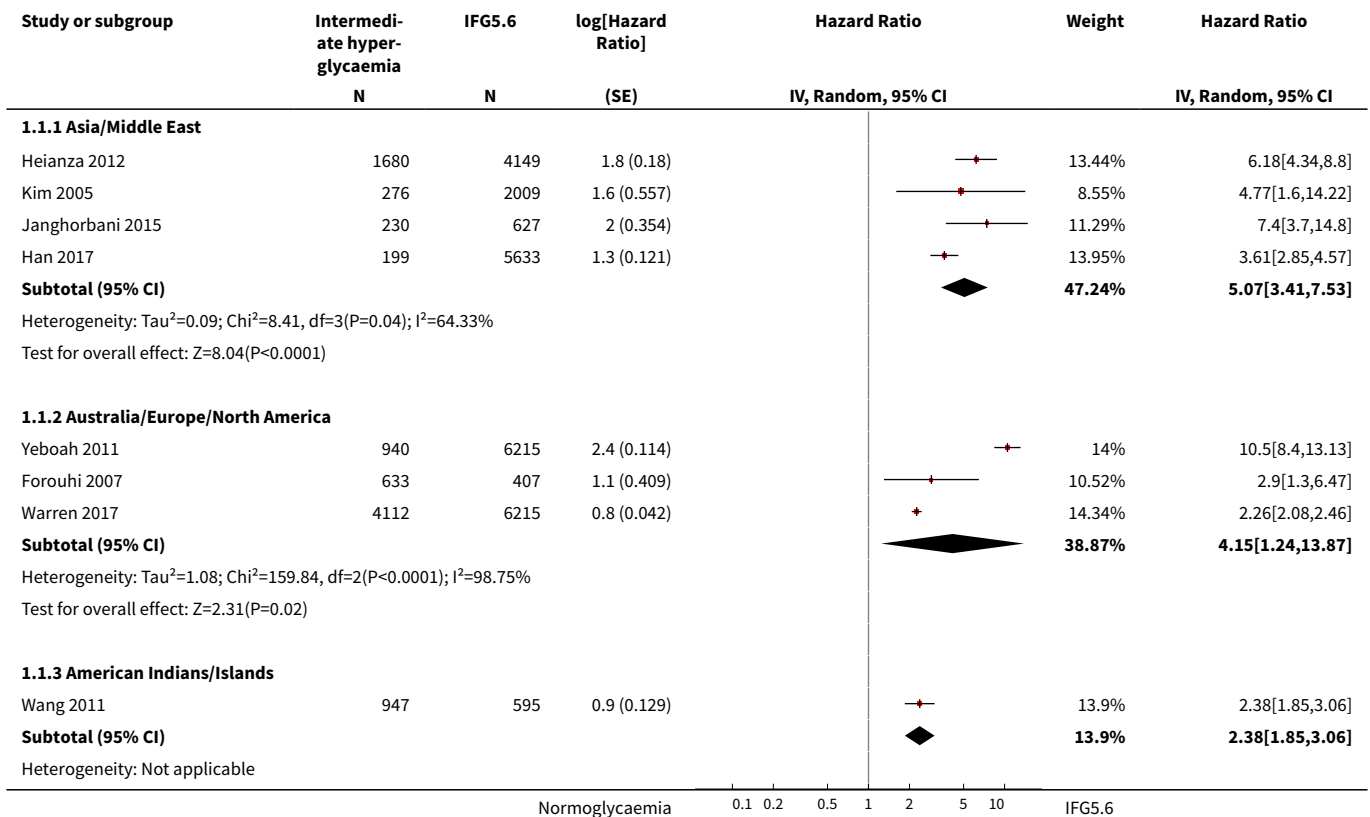 Study or subgroup Intermedi- IFG5.6 log[Hazard Hazard Ratio Weight Hazard Ratio
ate hyper- Ratio]
glycaemia
N N (SE) IV, Random, 95% CI IV, Random, 95% CI
1.1.1 Asia/Middle East
Heianza 2012 1680 4149 1.8 (0.18) 13.44% 6.18[4.34,8.8]
Kim 2005 276 2009 1.6 (0.557) 8.55% 4.77[1.6,14.22]
Janghorbani 2015 230 627 2 (0.354) 11.29% 7.4[3.7,14.8]
Han 2017 199 5633 1.3 (0.121) 13.95% 3.61[2.85,4.57]
Subtotal (95% CI) 47.24% 5.07[3.41,7.53]
Heterogeneity: Tau²=0.09; Chi²=8.41, df=3(P=0.04); I²=64.33%
Test for overall effect: Z=8.04(P<0.0001)
1.1.2 Australia/Europe/North America
Yeboah 2011 940 6215 2.4 (0.114) 14% 10.5[8.4,13.13]
Forouhi 2007 633 407 1.1 (0.409) 10.52% 2.9[1.3,6.47]
Warren 2017 4112 6215 0.8 (0.042) 14.34% 2.26[2.08,2.46]
Subtotal (95% CI) 38.87% 4.15[1.24,13.87]
Heterogeneity: Tau²=1.08; Chi²=159.84, df=2(P<0.0001); I²=98.75%
Test for overall effect: Z=2.31(P=0.02)
1.1.3 American Indians/Islands
Wang 2011 947 595 0.9 (0.129) 13.9% 2.38[1.85,3.06]
Subtotal (95% CI) 13.9% 2.38[1.85,3.06]
Heterogeneity: Not applicable
Normoglycaemia 0.1 0.2 0.5 1 2 5 10 IFG5.6